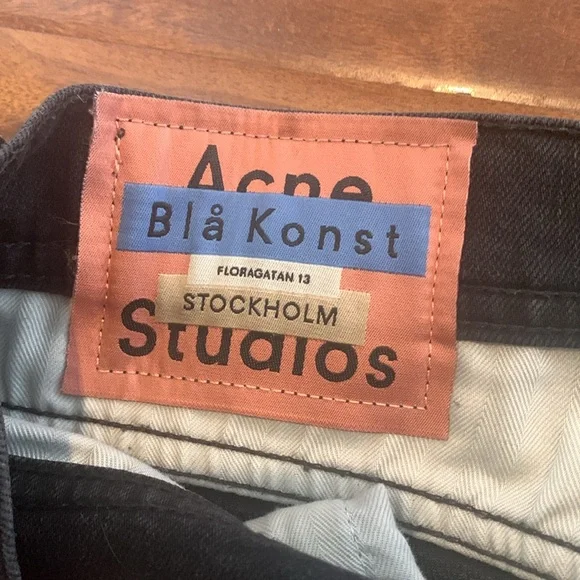 Acne
Blå Konst
FLORAGATAN 13
STOCKHOLM
Studios